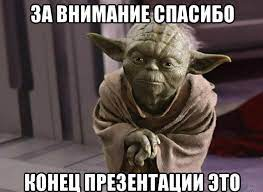 ЗА ВНИМАНИЕ СПАСИБО
КОНЕЦ ПРЕЗЕНТАЦИИ ЭТО